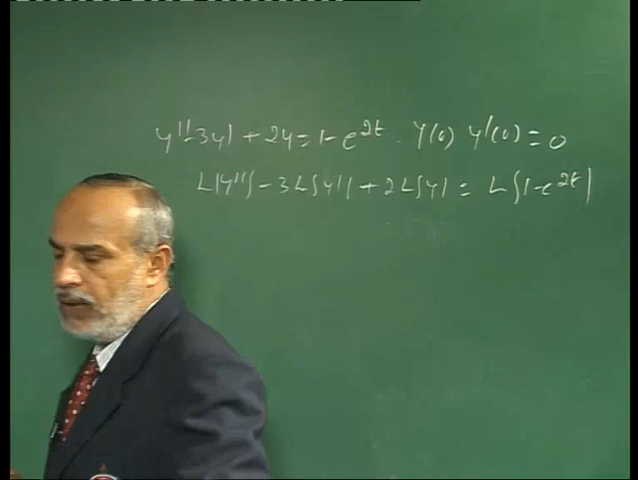 y'' - 3y' + 2y = 1 - e^{2t} . y(0) y'(0) = 0
L{y''} - 3L{y'} + 2L{y} = L{1 - e^{2t}}